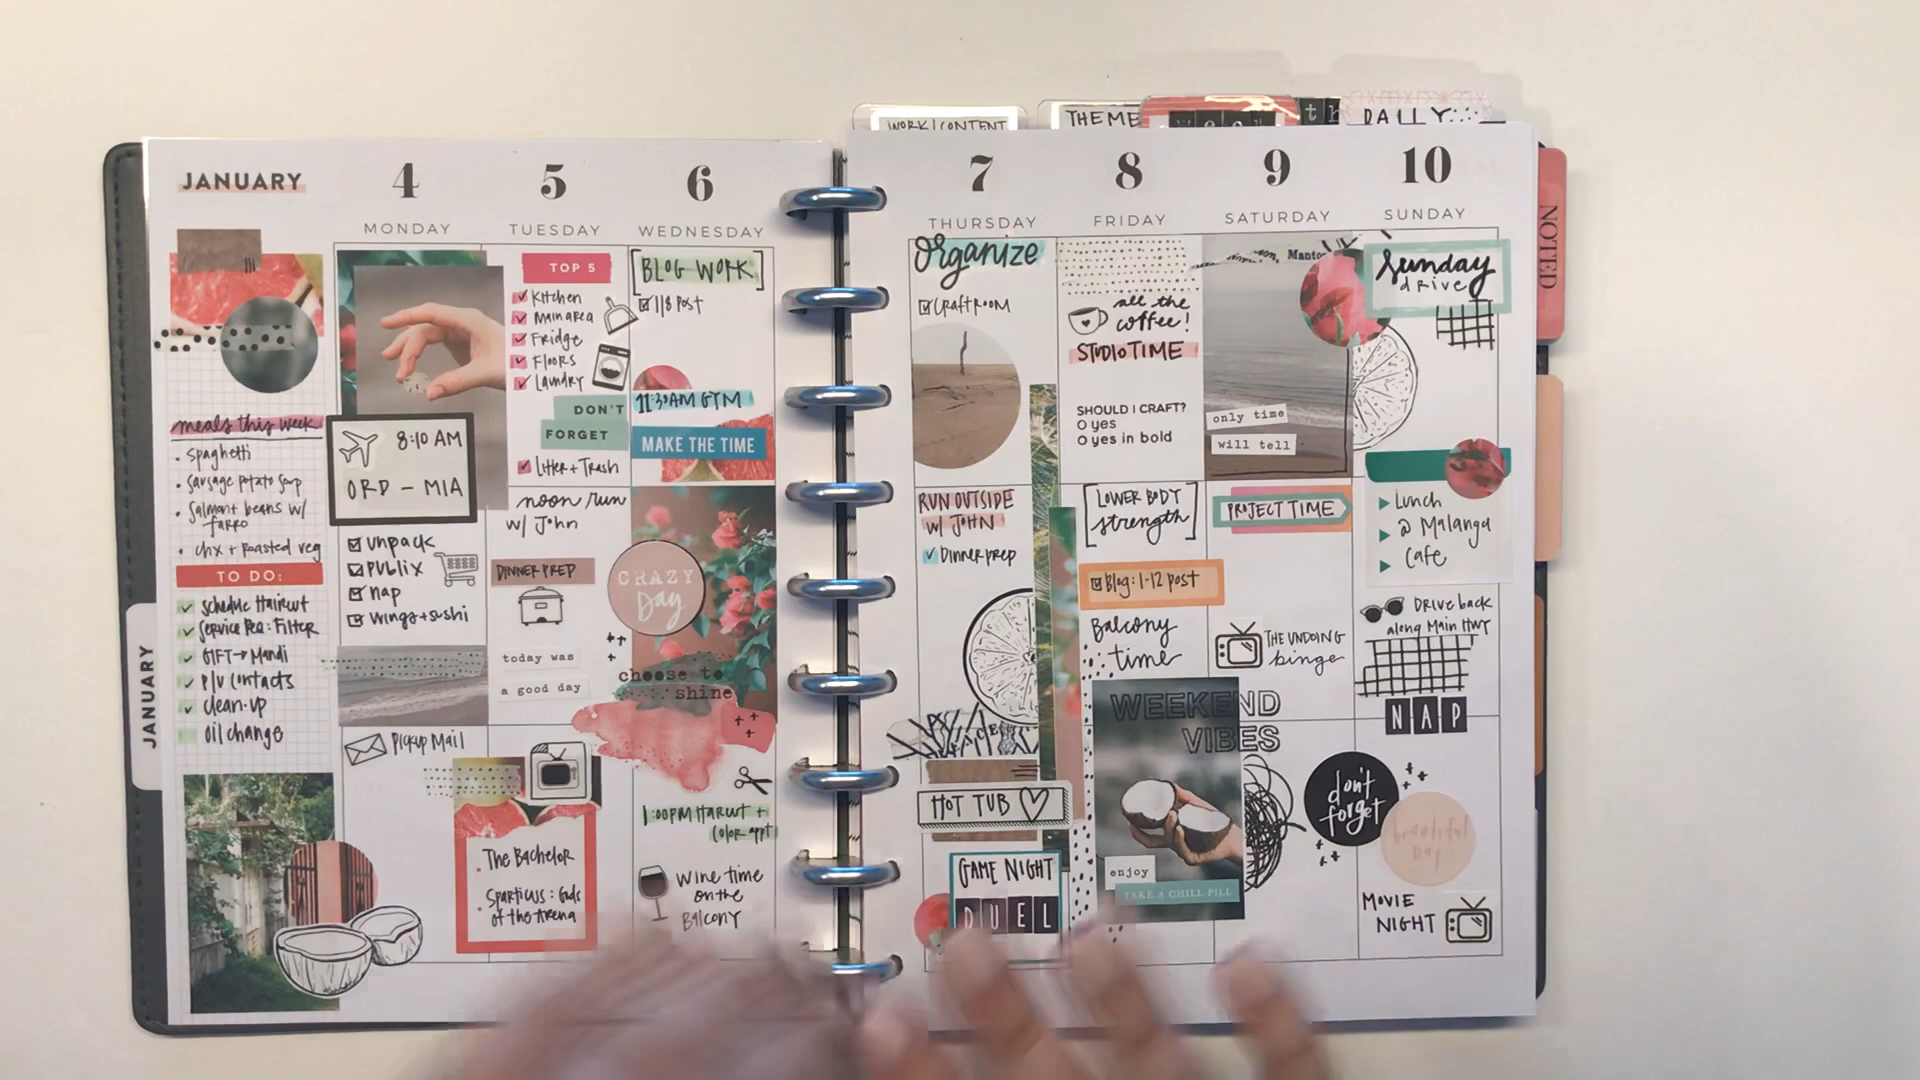 WORK/CONTENT
THEME
DAILY
NOTED
JANUARY
JANUARY
meals this week
• spaghetti
• sausage potato soup
• salmon + beans w/
farro
• chx + roasted veg
TO DO:
schedule Haircut
Service Req: Filter
GIFT → Mandi
P/U Contacts
clean-up
oil change
4
MONDAY
8:10 AM
ORD - MIA
unpack
PUBLIX
nap
wings + sushi
Pickup Mail
5
TUESDAY
TOP 5
Kitchen
Main area
Fridge
Floors
Laundry
DON'T
FORGET
Litter + Trash
noon run
w/ John
DINNER PREP
today was
a good day
The Bachelor
Sparticus: Gods
of the Arena
6
WEDNESDAY
[BLOG WORK]
1/8 Post
11:30AM GTM
MAKE THE TIME
CRAZY
Day
choose to
shine
1:00PM Haircut +
Color appt
Wine time
on the
Balcony
7
THURSDAY
Organize
Craft room
RUN OUTSIDE
w/ JOHN
Dinner prep
HOT TUB
GAME NIGHT
DUEL
8
FRIDAY
all the
coffee!
STUDIO TIME
SHOULD I CRAFT?
O yes
O yes in bold
[LOWER BODY
strength]
Blog: 1-12 post
Balcony
time
WEEKEND
VIBES
enjoy
TAKE A CHILL PILL
9
SATURDAY
only time
will tell
PROJECT TIME
THE UNDOING
binge
don't
forget
10
SUNDAY
Sunday
drive
Lunch
@ Malanga
Cafe
Drive back
along Main Hwy
NAP
beautiful
DAY
MOVIE
NIGHT